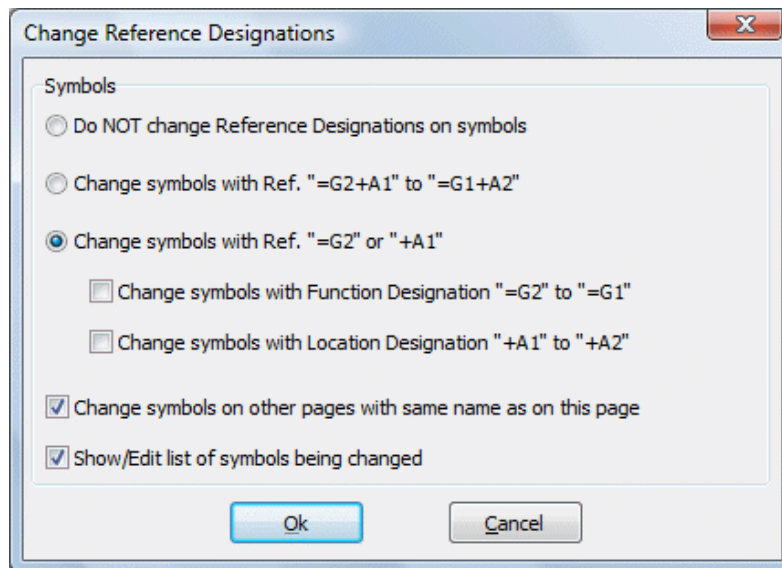 Change Reference Designations
Symbols
Do NOT change Reference Designations on symbols
Change symbols with Ref. "=G2+A1" to "=G1+A2"
Change symbols with Ref. "=G2" or "+A1"
Change symbols with Function Designation "=G2" to "=G1"
Change symbols with Location Designation "+A1" to "+A2"
Change symbols on other pages with same name as on this page
Show/Edit list of symbols being changed
Ok Cancel